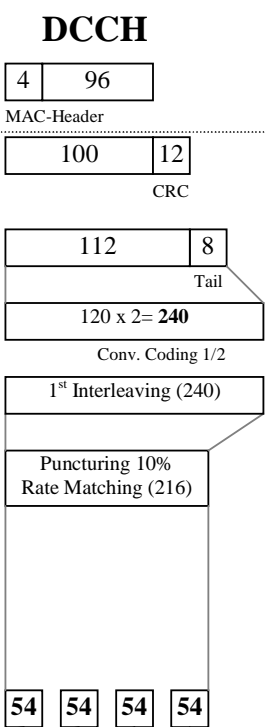 DCCH
4 96
MAC-Header
100 12
CRC
112 8
Tail
120 x 2= 240
Conv. Coding 1/2
1st Interleaving (240)
Puncturing 10%
Rate Matching (216)
54 54 54 54